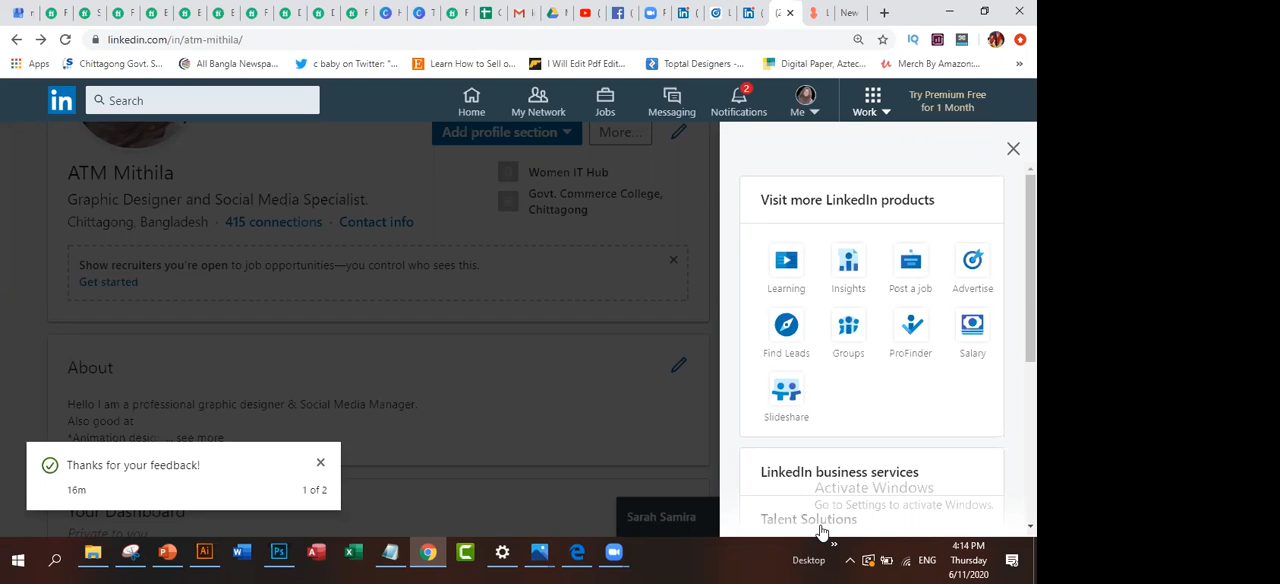 S
F
F
E
E
E
E
F
E
F
H
T
F
C
M
N
linkedin.com/in/atm-mithila/
Apps
Chittagong Govt. S...
All Bangla Newspa...
c baby on Twitter: "...
Learn How to Sell o...
I Will Edit Pdf Edit...
Toptal Designers -...
Digital Paper, Aztec...
Merch By Amazon:...
in
Search
Home
My Network
Jobs
Messaging
2
Notifications
Me
Work
Try Premium Free
for 1 Month
Add profile section
More...
ATM Mithila
Graphic Designer and Social Media Specialist.
Chittagong, Bangladesh · 415 connections · Contact info
Women IT Hub
Govt. Commerce College,
Chittagong
Show recruiters you're open to job opportunities—you control who sees this.
Get started
About
Hello I am a professional graphic designer & Social Media Manager.
Also good at
*Animation desig... see more
Thanks for your feedback!
16m
1 of 2
Your Dashboard
Private to you
Sarah Samira
Visit more LinkedIn products
Learning
Insights
Post a job
Advertise
Find Leads
Groups
ProFinder
Salary
Slideshare
LinkedIn business services
Activate Windows
Go to Settings to activate Windows.
Talent Solutions
Desktop
ENG
4:14 PM
Thursday
6/11/2020